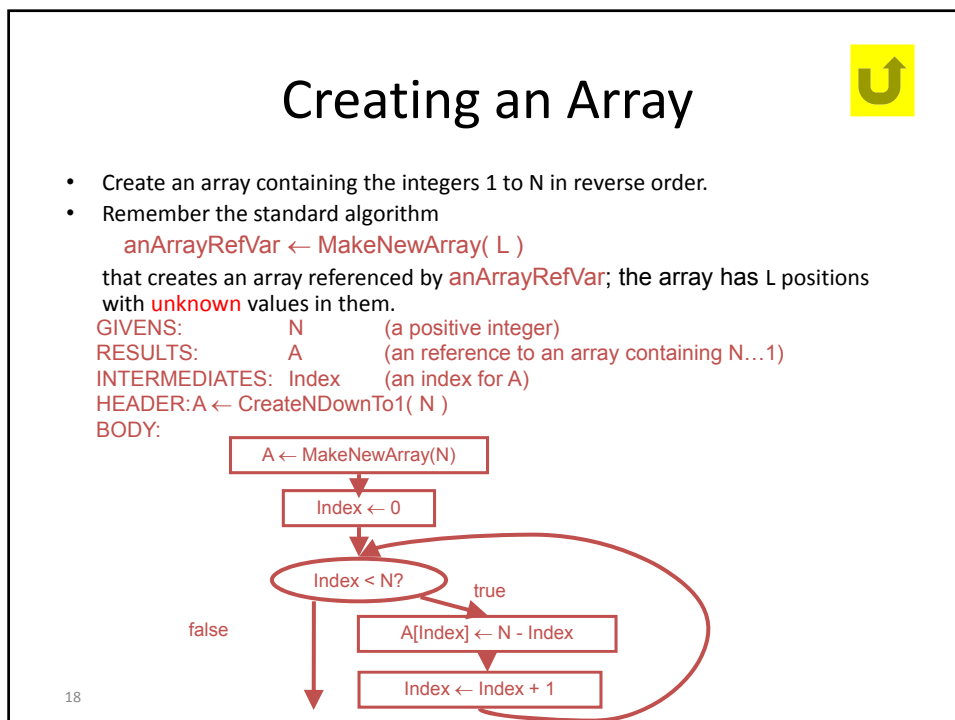 Creating an Array
• Create an array containing the integers 1 to N in reverse order.
• Remember the standard algorithm
anArrayRefVar ← MakeNewArray( L )
that creates an array referenced by anArrayRefVar; the array has L positions
with unknown values in them.
GIVENS: N (a positive integer)
RESULTS: A (an reference to an array containing N…1)
INTERMEDIATES: Index (an index for A)
HEADER:A ← CreateNDownTo1( N )
BODY:
A ← MakeNewArray(N)
Index ← 0
Index < N?
true
false
A[Index] ← N - Index
Index ← Index + 1
18